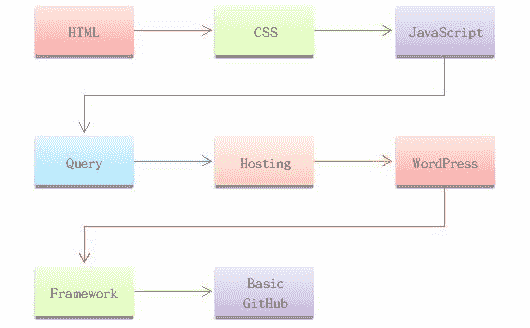 HTML
CSS
JavaScript
Query
Hosting
WordPress
Framework
Basic
GitHub